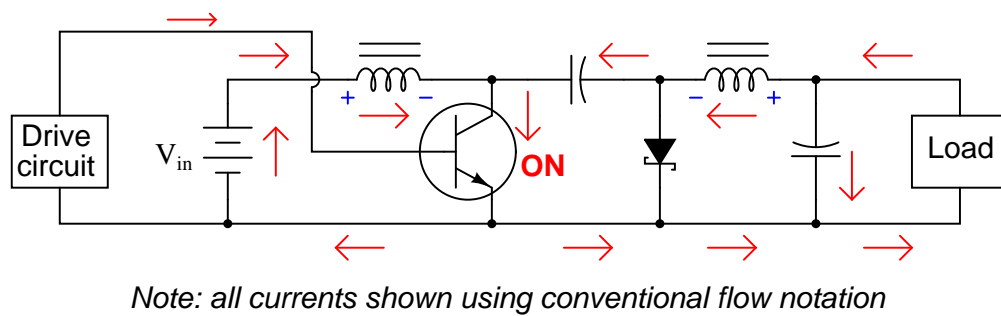 Drive
circuit
Vin
+
-
ON
-
+
Load
Note: all currents shown using conventional flow notation